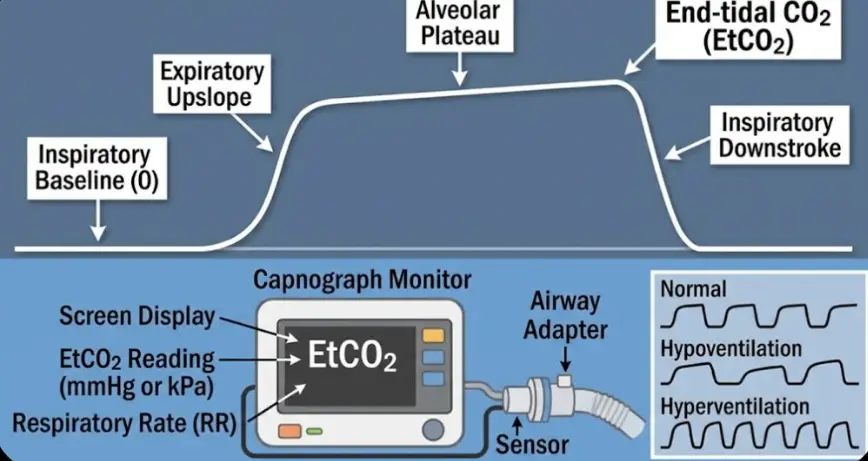 Alveolar
Plateau
End-tidal CO₂
(EtCO₂)
Expiratory
Upslope
Inspiratory
Downstroke
Inspiratory
Baseline (0)
Capnograph Monitor
Screen Display
EtCO₂ Reading
(mmHg or kPa)
Respiratory Rate (RR)
EtCO₂
Airway
Adapter
Sensor
Normal
Hypoventilation
Hyperventilation